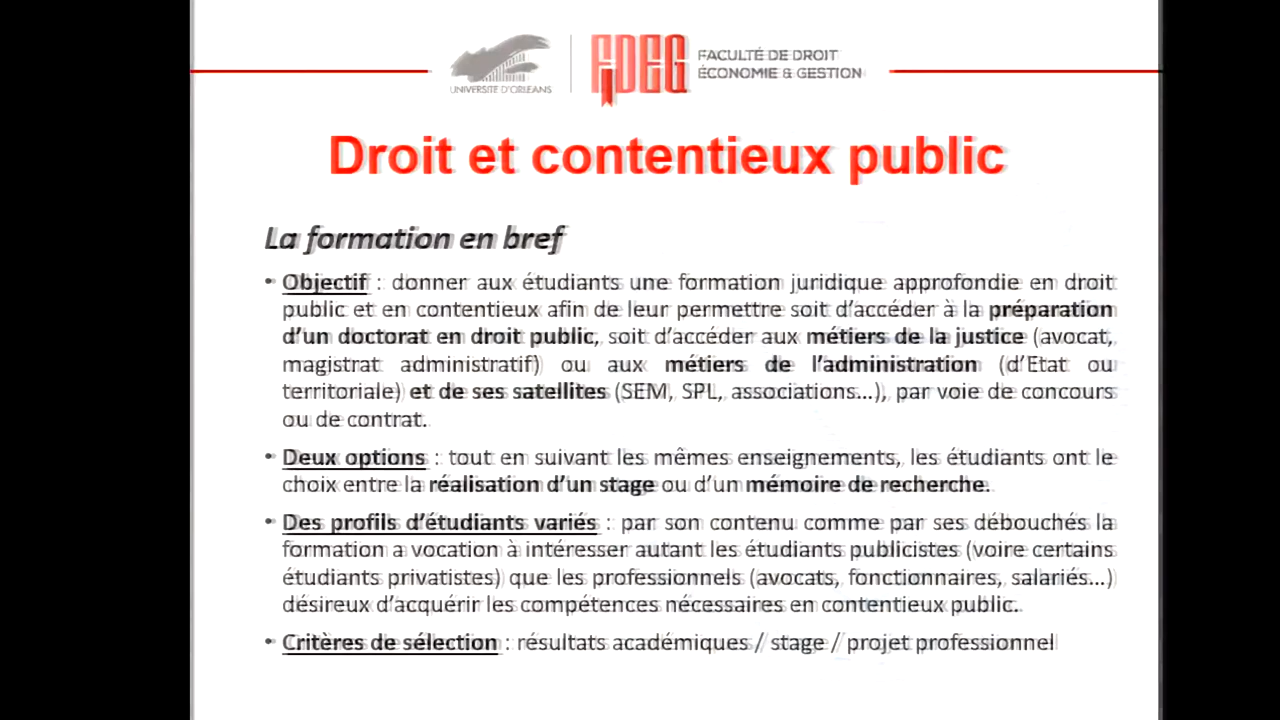 UNIVERSITÉ D'ORLÉANS
FDEG
FACULTÉ DE DROIT
ÉCONOMIE & GESTION
Droit et contentieux public
La formation en bref
• Objectif : donner aux étudiants une formation juridique approfondie en droit
public et en contentieux afin de leur permettre soit d'accéder à la préparation
d'un doctorat en droit public, soit d'accéder aux métiers de la justice (avocat,
magistrat administratif) ou aux métiers de l'administration (d'Etat ou
territoriale) et de ses satellites (SEM, SPL, associations…), par voie de concours
ou de contrat.
• Deux options : tout en suivant les mêmes enseignements, les étudiants ont le
choix entre la réalisation d'un stage ou d'un mémoire de recherche.
• Des profils d'étudiants variés : par son contenu comme par ses débouchés la
formation a vocation à intéresser autant les étudiants publicistes (voire certains
étudiants privatistes) que les professionnels (avocats, fonctionnaires, salariés…)
désireux d'acquérir les compétences nécessaires en contentieux public.
• Critères de sélection : résultats académiques / stage / projet professionnel